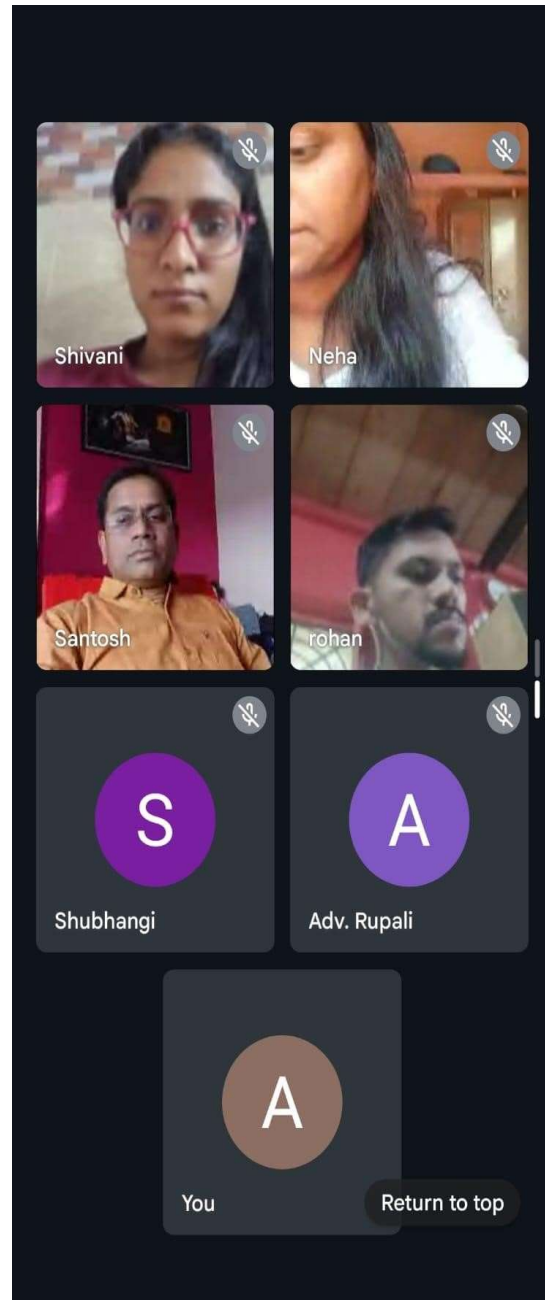 Shivani
Neha
Santosh
rohan
S
A
Shubhangi
Adv. Rupali
A
You
Return to top